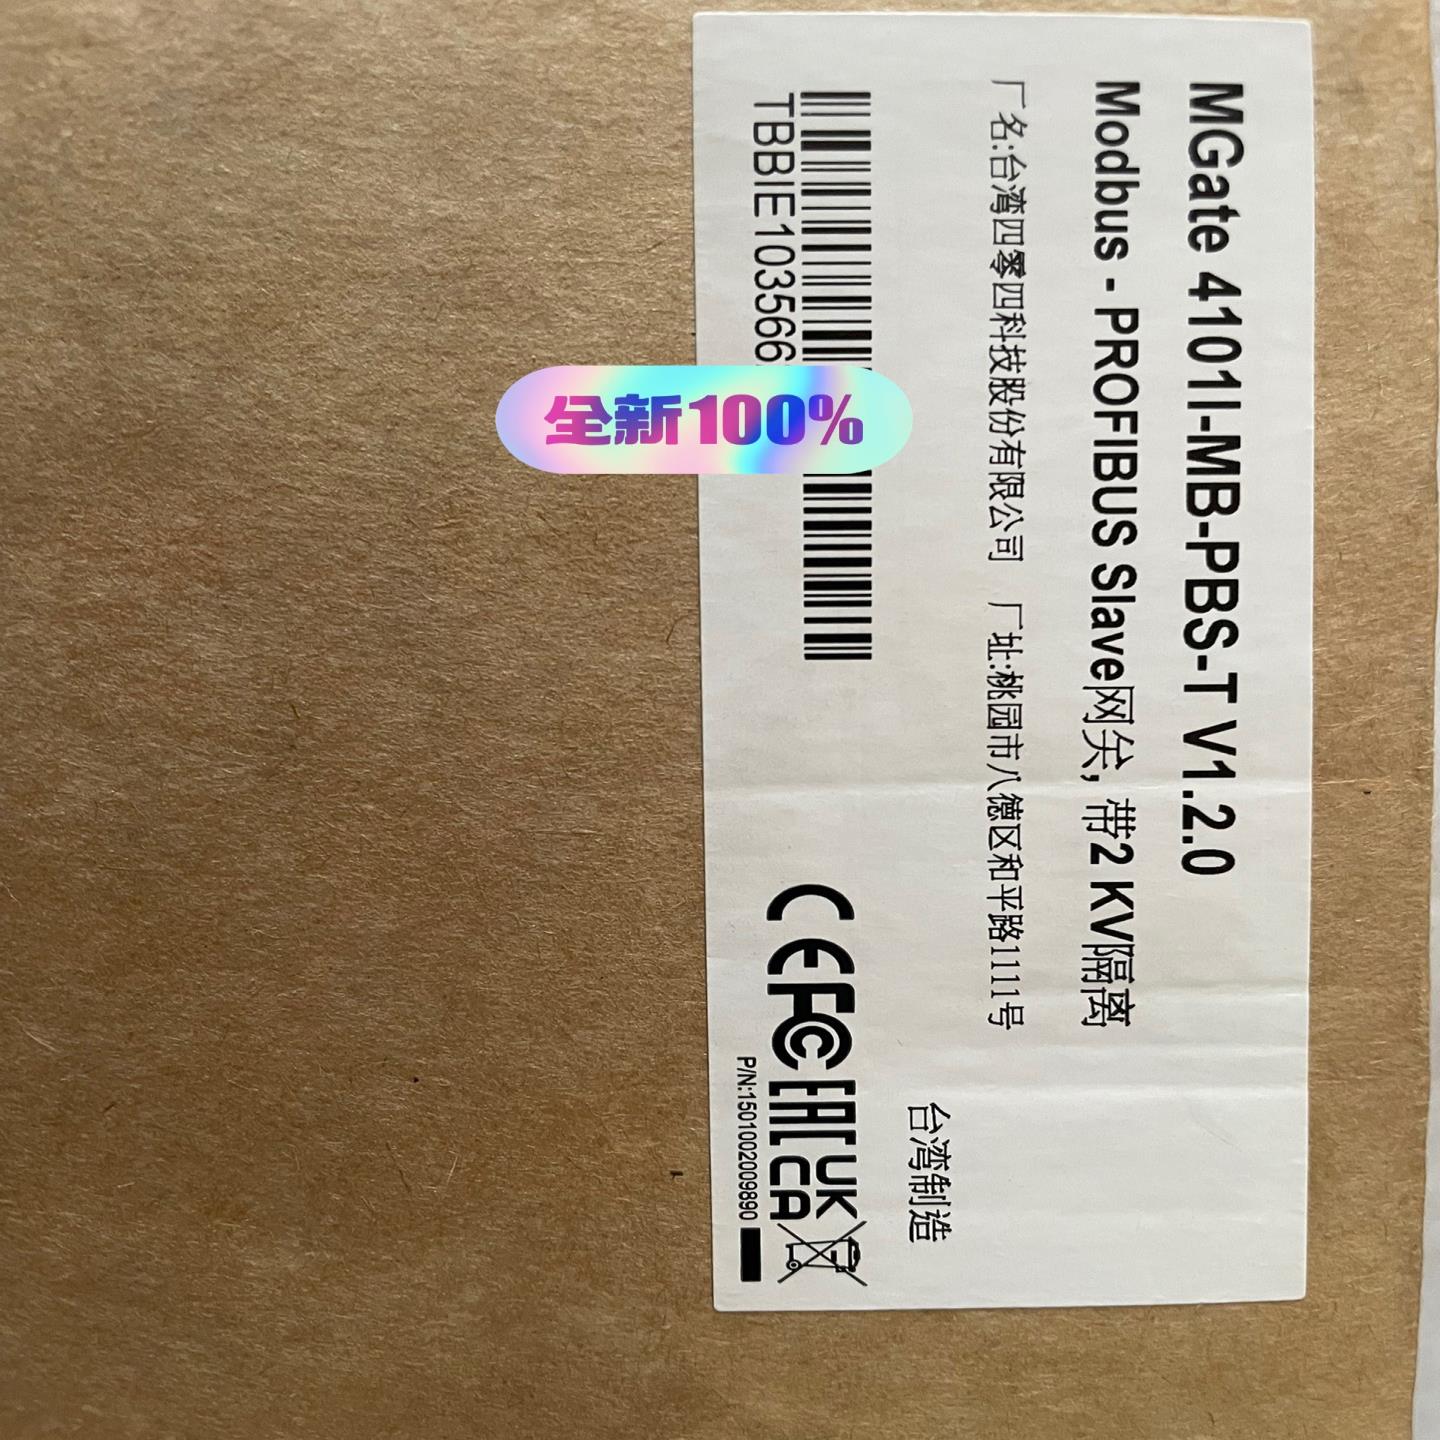 MGate 4101I-MB-PBS-T V1.2.0
Modbus - PROFIBUS Slave网关, 带2 KV隔离
厂名:台湾四零四科技股份有限公司 厂址:桃园市八德区和平路1111号
台湾制造
TBBIE103566
CE FC EAC UK CA
P/N:1501002009890
全新100%